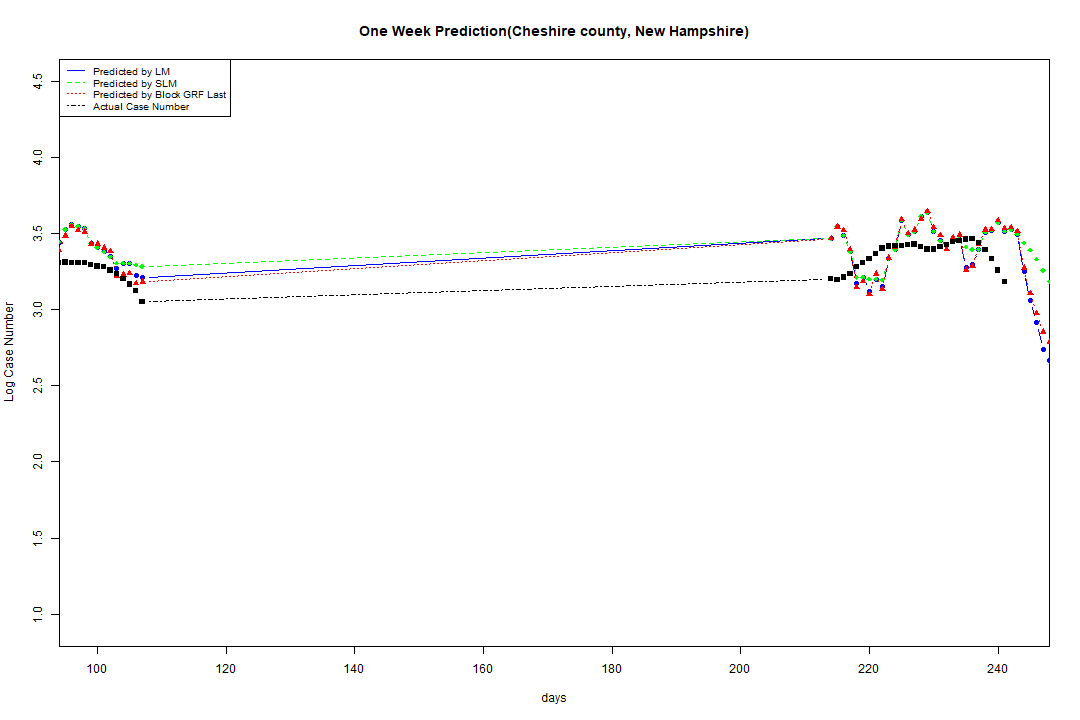 One Week Prediction(Cheshire county, New Hampshire)
Predicted by LM
Predicted by SLM
Predicted by Block GRF Last
Actual Case Number
4.5
4.0
3.5
3.0
2.5
2.0
1.5
1.0
Log Case Number
100 120 140 160 180 200 220 240
days